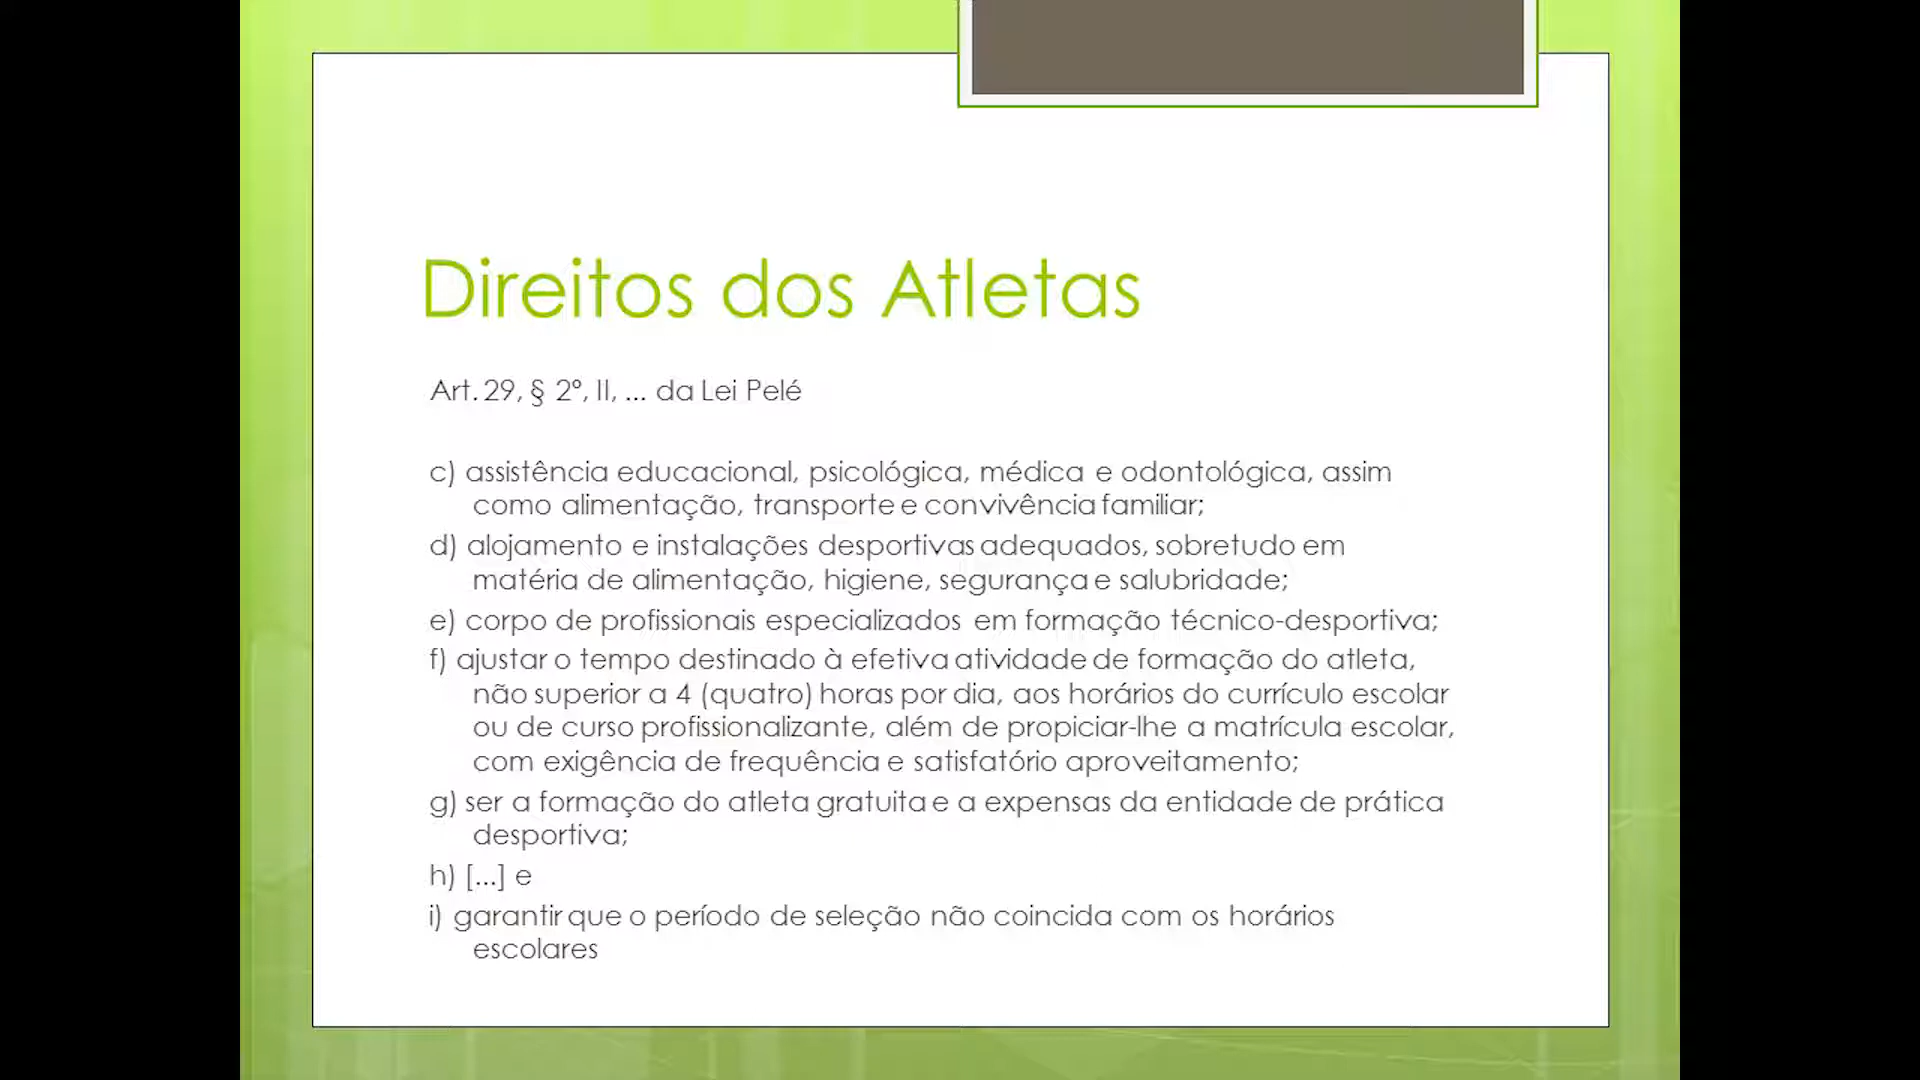 Direitos dos Atletas
Art. 29, § 2º, II, ... da Lei Pelé
c) assistência educacional, psicológica, médica e odontológica, assim
como alimentação, transporte e convivência familiar;
d) alojamento e instalações desportivas adequados, sobretudo em
matéria de alimentação, higiene, segurança e salubridade;
e) corpo de profissionais especializados em formação técnico-desportiva;
f) ajustar o tempo destinado à efetiva atividade de formação do atleta,
não superior a 4 (quatro) horas por dia, aos horários do currículo escolar
ou de curso profissionalizante, além de propiciar-lhe a matrícula escolar,
com exigência de frequência e satisfatório aproveitamento;
g) ser a formação do atleta gratuita e a expensas da entidade de prática
desportiva;
h) [...] e
i) garantir que o período de seleção não coincida com os horários
escolares